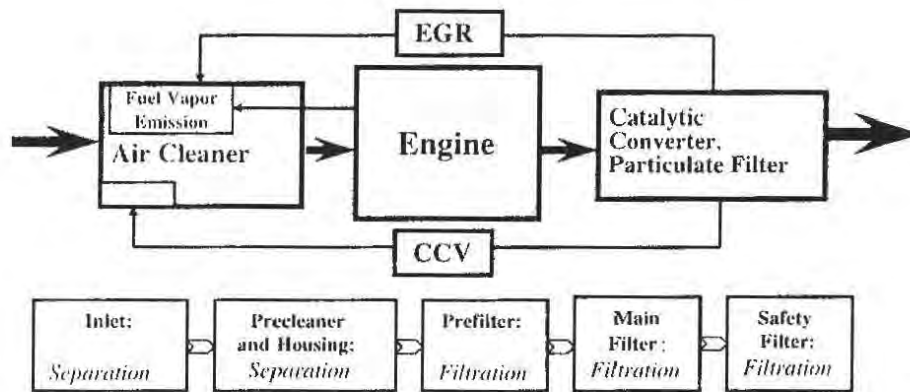 EGR
Fuel Vapor
Emission
Air Cleaner
Engine
Catalytic
Converter,
Particulate Filter
CCV
Inlet:
Separation
Precleaner
and Housing:
Separation
Prefilter:
Filtration
Main
Filter:
Filtration
Safety
Filter:
Filtration